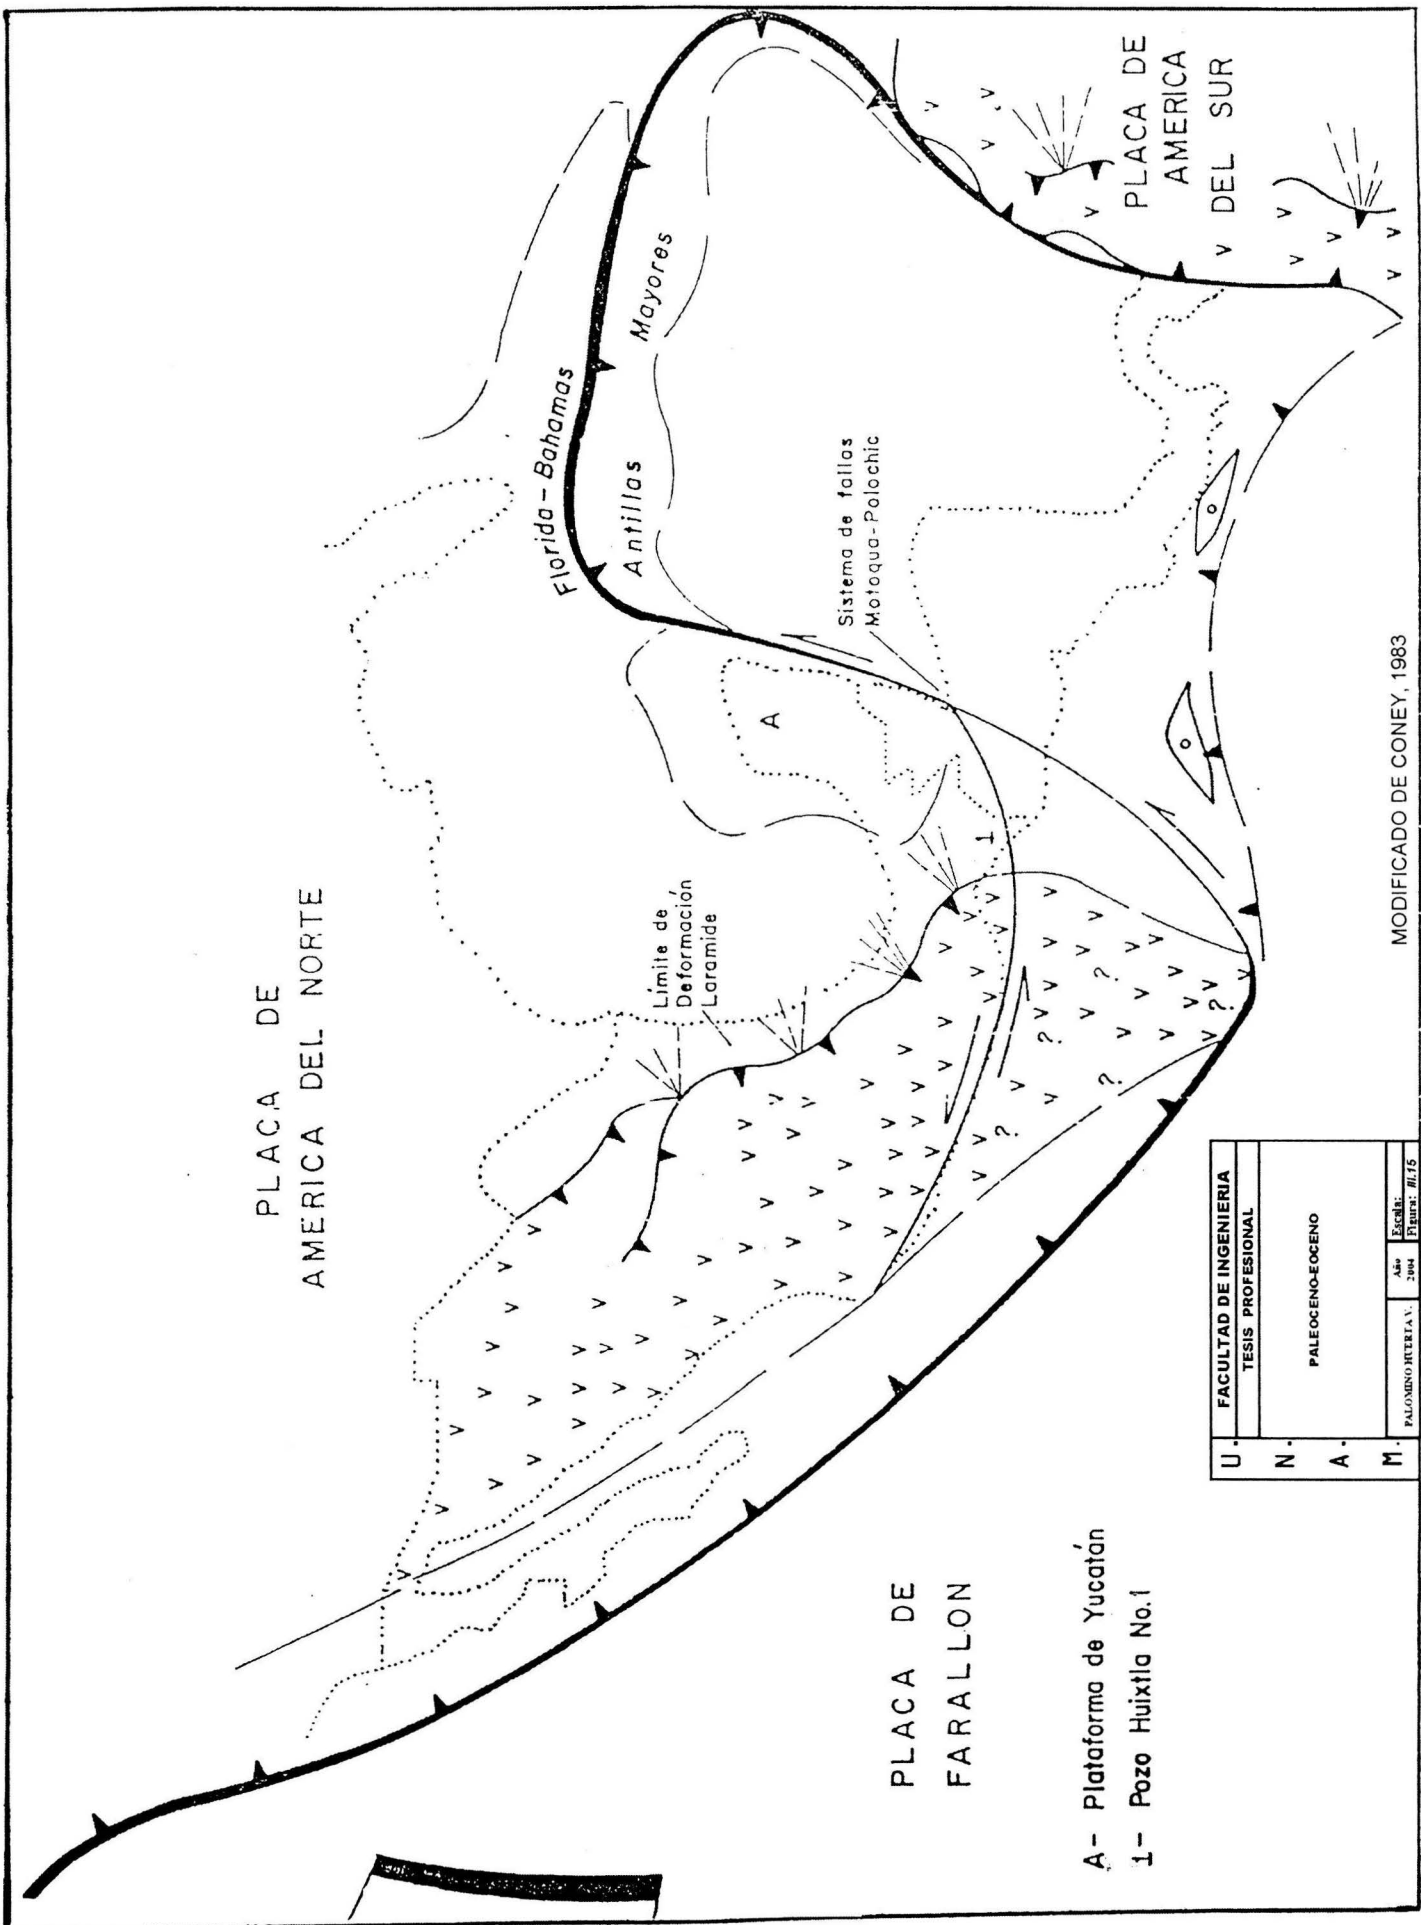 PLACA DE
AMERICA DEL NORTE
Florida-Bahamas
Antillas Mayores
PLACA DE
AMERICA
DEL SUR
Límite de
Deformación
Laramide
A
Sistema de fallas
Motoqua-Polochic
1
?
?
?
?
?
PLACA DE
FARALLON
A- Plataforma de Yucatán
1- Pozo Huixtla No.1
MODIFICADO DE CONEY, 1983
U.
N.
A.
M.
FACULTAD DE INGENIERIA
TESIS PROFESIONAL
PALEOCENO-EOCENO
PALOMINO HUERTA V.
Año
2004
Escala:
Figura: III.15